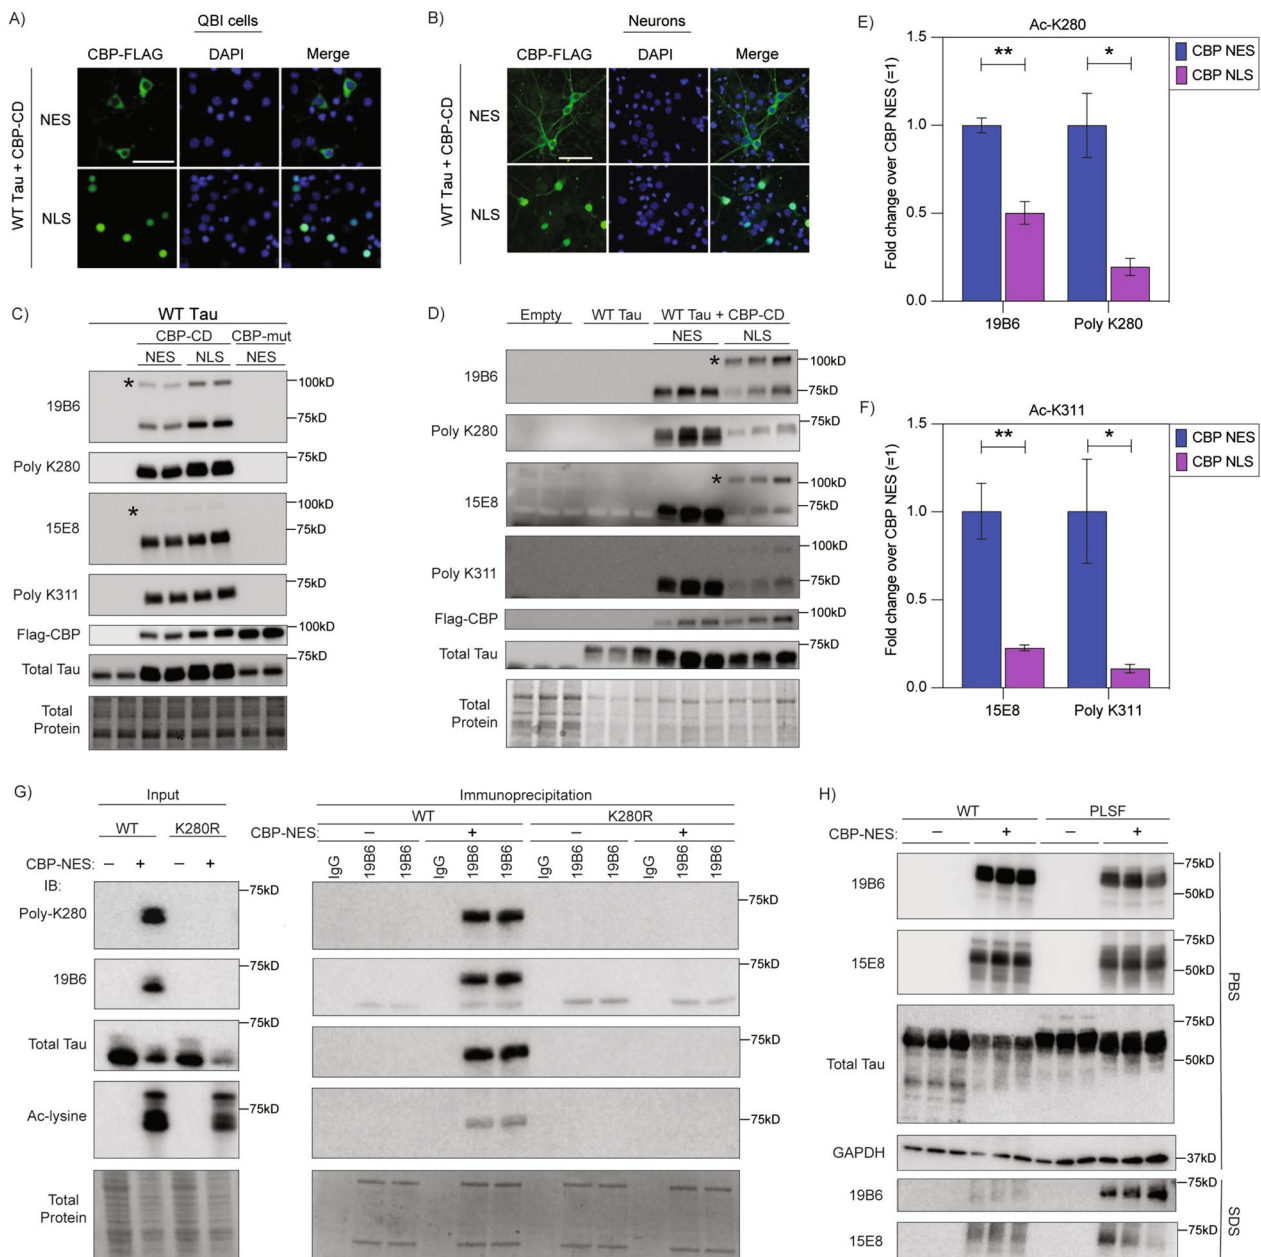 A)
QBI cells
CBP-FLAG DAPI Merge
WT Tau + CBP-CD
NES
NLS
B)
Neurons
CBP-FLAG DAPI Merge
WT Tau + CBP-CD
NES
NLS
E)
Ac-K280
Fold change over CBP NES (=1)
1.5
1.0
0.5
0.0
** *
19B6 Poly K280
CBP NES
CBP NLS
C)
WT Tau
CBP-CD CBP-mut
NES NLS NES
19B6 * 100kD
75kD
Poly K280 75kD
15E8 * 100kD
75kD
Poly K311 75kD
Flag-CBP 100kD
Total Tau 75kD
Total
Protein
D)
Empty WT Tau WT Tau + CBP-CD
NES NLS
19B6 * 100kD
75kD
Poly K280 75kD
15E8 * 100kD
75kD
Poly K311 100kD
75kD
Flag-CBP 100kD
Total Tau 75kD
Total
Protein
F)
Ac-K311
Fold change over CBP NES (=1)
1.5
1.0
0.5
0.0
** *
15E8 Poly K311
CBP NES
CBP NLS
G)
Input
WT K280R
CBP-NES: – + – +
IB:
Poly-K280 75kD
19B6 75kD
Total Tau 75kD
Ac-lysine 75kD
Total
Protein
Immunoprecipitation
WT K280R
CBP-NES: – + – +
IgG 19B6 19B6 IgG 19B6 19B6 IgG 19B6 19B6 IgG 19B6 19B6
75kD
75kD
75kD
75kD
H)
WT PLSF
CBP-NES: – + – +
19B6 75kD
50kD
15E8 75kD
50kD
Total Tau 75kD
50kD
GAPDH 37kD
PBS
19B6 75kD
15E8 75kD
SDS